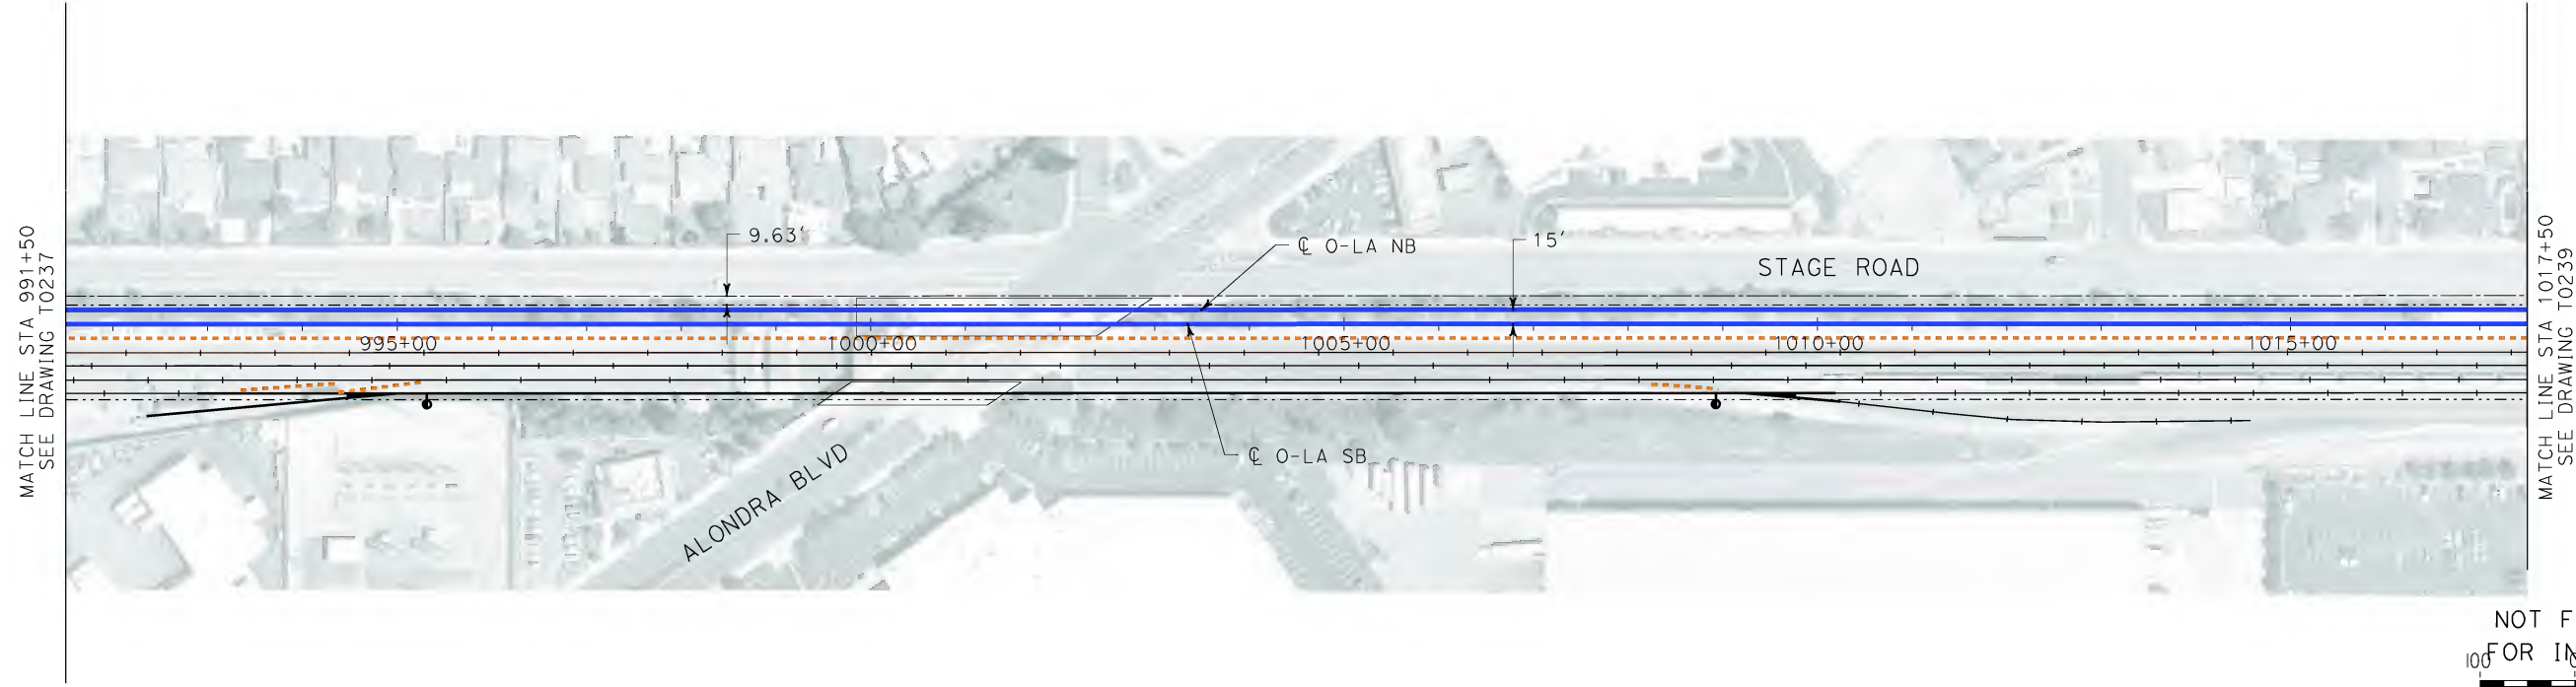 MATCH LINE STA 991+50
SEE DRAWING T0237
9.63'
℄ O-LA NB
15'
STAGE ROAD
995+00
1000+00
1005+00
1010+00
1015+00
℄ O-LA SB
ALONDRA BLVD
MATCH LINE STA 1017+50
SEE DRAWING T0239
NOT F
FOR IN
100